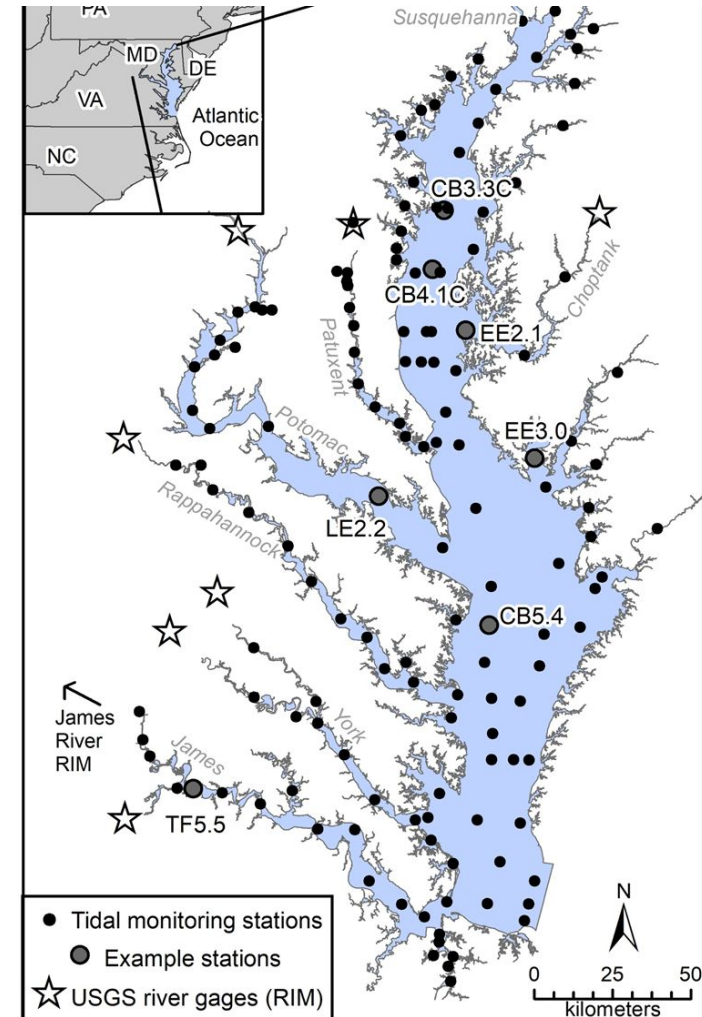 PA
MD
DE
VA
Atlantic
Ocean
NC
Susquehanna
CB3.3C
CB4.1C
Choptank
EE2.1
Patuxent
Potomac
EE3.0
Rappahannock
LE2.2
CB5.4
James
River
RIM
York
James
TF5.5
Tidal monitoring stations
Example stations
USGS river gages (RIM)
N
0 25 50
kilometers